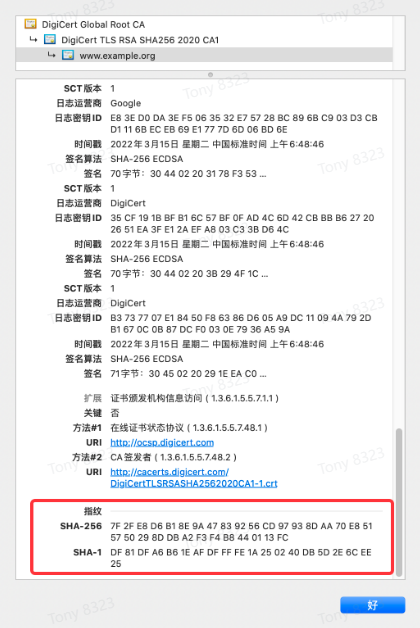 DigiCert Global Root CA
DigiCert TLS RSA SHA256 2020 CA1
www.example.org
SCT 版本 1
日志运营商 Google
日志密钥 ID E8 3E D0 DA 3E F5 06 35 32 E7 57 28 BC 89 6B C9 03 D3 CB
D1 11 6B EC EB 69 E1 77 7D 6D 06 BD 6E
时间戳 2022年3月15日 星期二 中国标准时间 上午6:48:46
签名算法 SHA-256 ECDSA
签名 70字节：30 44 02 20 31 78 F3 53 ...
SCT 版本 1
日志运营商 DigiCert
日志密钥 ID 35 CF 19 1B BF B1 6C 57 BF 0F AD 4C 6D 42 CB BB B6 27 20
26 51 EA 3F E1 2A EF A8 03 C3 3B D6 4C
时间戳 2022年3月15日 星期二 中国标准时间 上午6:48:46
签名算法 SHA-256 ECDSA
签名 70字节：30 44 02 20 3B 29 4F 1C ...
SCT 版本 1
日志运营商 DigiCert
日志密钥 ID B3 73 77 07 E1 84 50 F8 63 86 D6 05 A9 DC 11 09 4A 79 2D
B1 67 0C 0B 87 DC F0 03 0E 79 36 A5 9A
时间戳 2022年3月15日 星期二 中国标准时间 上午6:48:46
签名算法 SHA-256 ECDSA
签名 71字节：30 45 02 20 29 1E EA C0 ...
扩展 证书颁发机构信息访问 ( 1.3.6.1.5.5.7.1.1 )
关键 否
方法#1 在线证书状态协议 ( 1.3.6.1.5.5.7.48.1 )
URI http://ocsp.digicert.com
方法#2 CA签发者 ( 1.3.6.1.5.5.7.48.2 )
URI http://cacerts.digicert.com/
DigiCertTLSRSASHA2562020CA1-1.crt
指纹
SHA-256 7F 2F E8 D6 B1 8E 9A 47 83 92 56 CD 97 93 8D AA 70 E8 51
57 50 29 8D DB A2 F3 F4 B8 44 01 13 FC
SHA-1 DF 81 DF A6 B6 1E AF DF FF FE 1A 25 02 40 DB 5D 2E 6C EE
25
好
Tony 8323